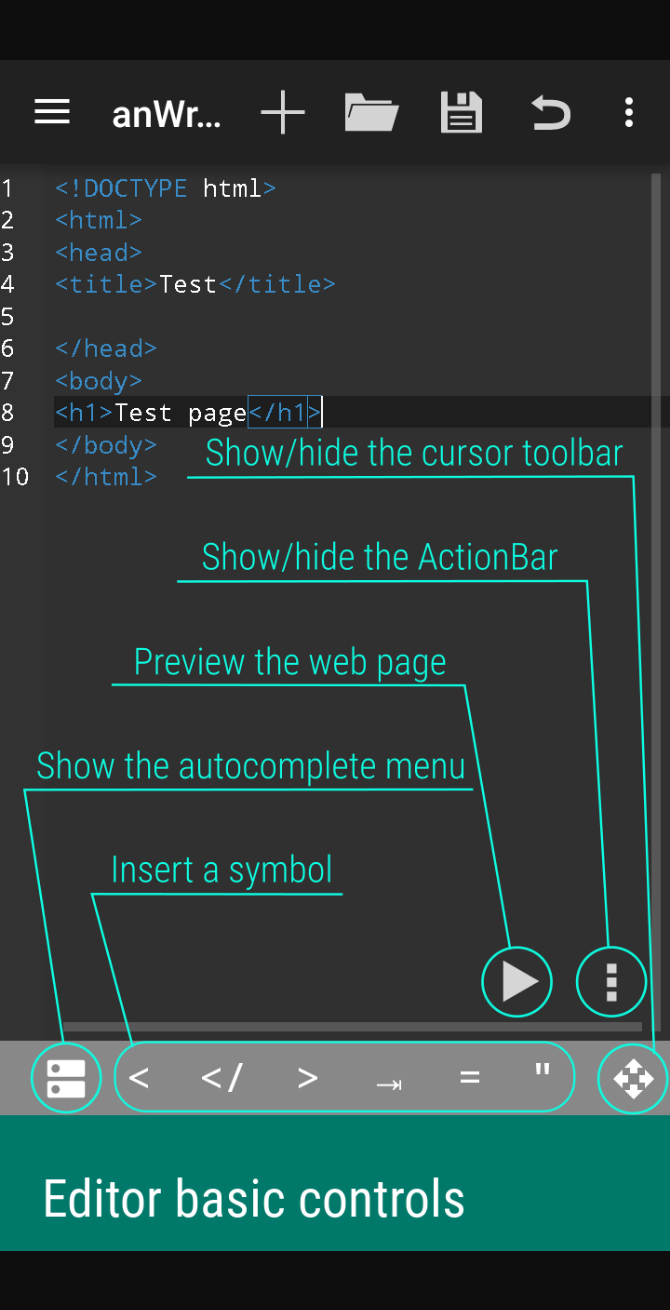 anWr...
1 <!DOCTYPE html>
2 <html>
3 <head>
4 <title>Test</title>
5
6 </head>
7 <body>
8 <h1>Test page</h1>
9 </body>
10 </html>
Show/hide the cursor toolbar
Show/hide the ActionBar
Preview the web page
Show the autocomplete menu
Insert a symbol
< </ > →| = "
Editor basic controls